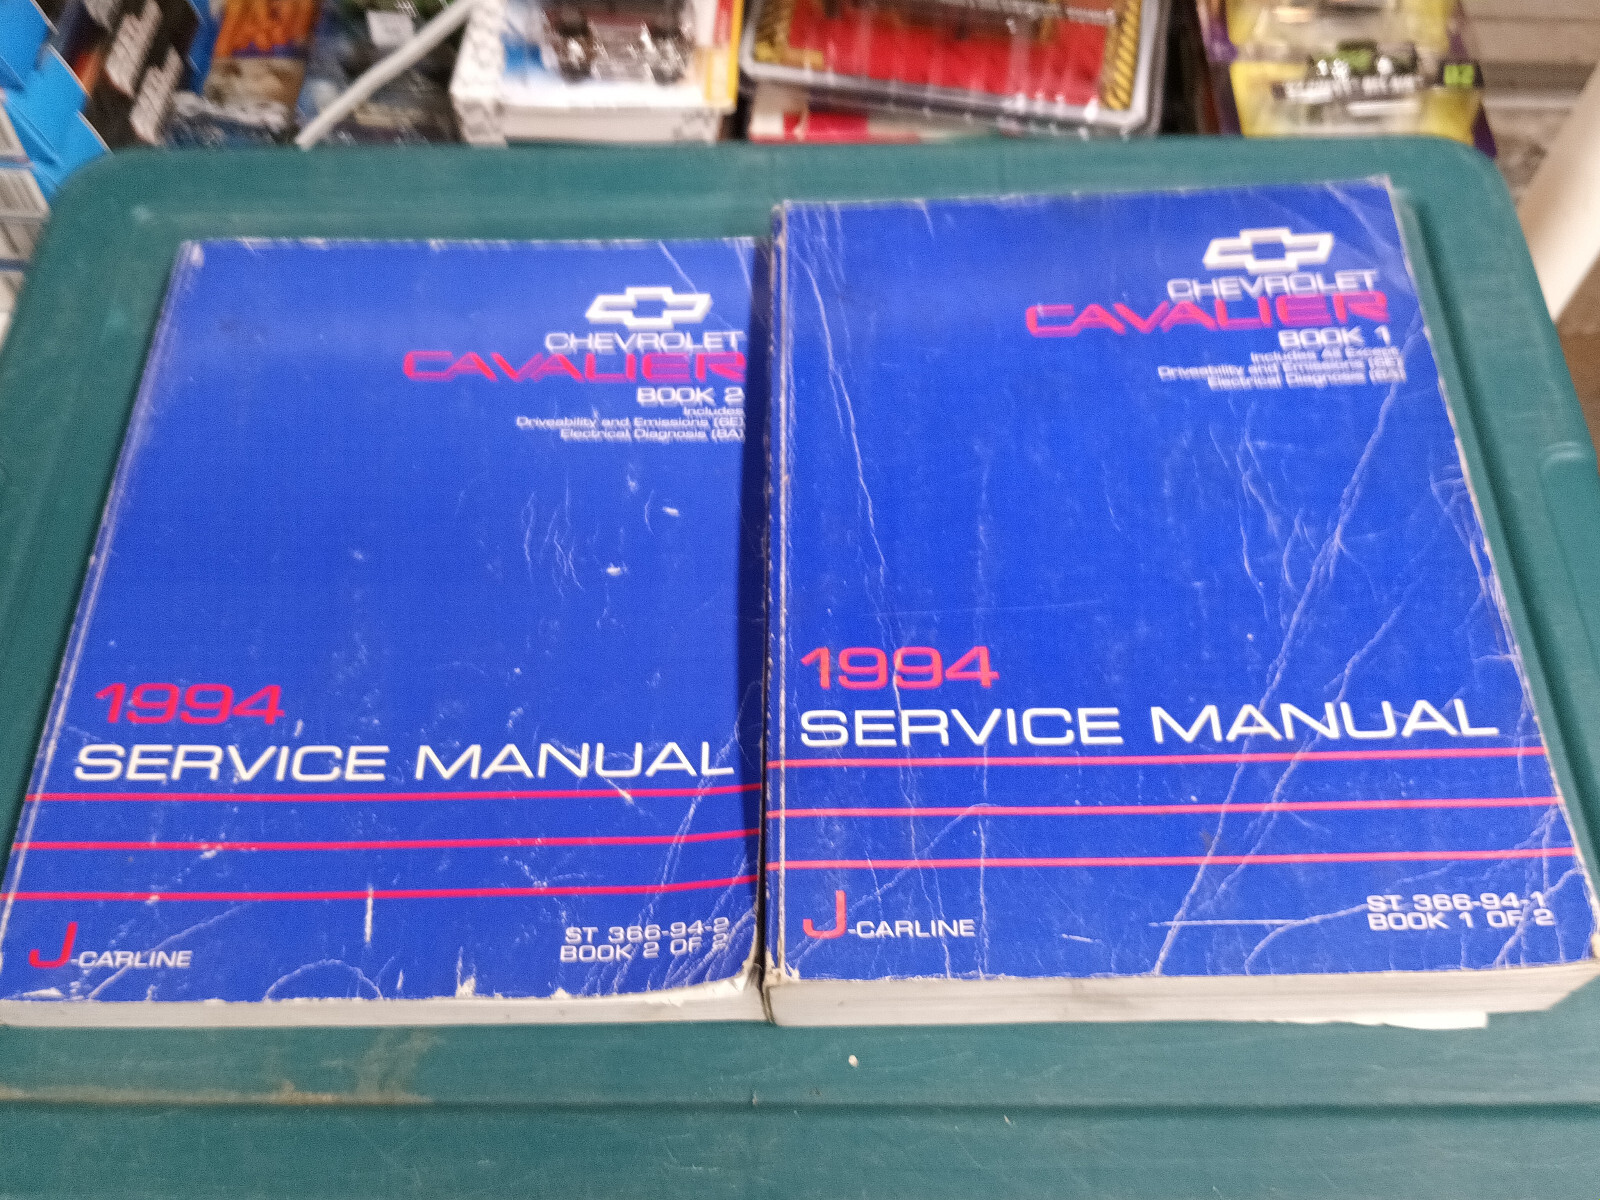 CHEVROLET
CAVALIER
BOOK 2
Includes
Driveability and Emissions (6E)
Electrical Diagnosis (8A)
1994
SERVICE MANUAL
J-CARLINE
ST 366-94-2
BOOK 2 OF 2
CHEVROLET
CAVALIER
BOOK 1
Includes All Except
Driveability and Emissions (6E)
Electrical Diagnosis (8A)
1994
SERVICE MANUAL
J-CARLINE
ST 366-94-1
BOOK 1 OF 2